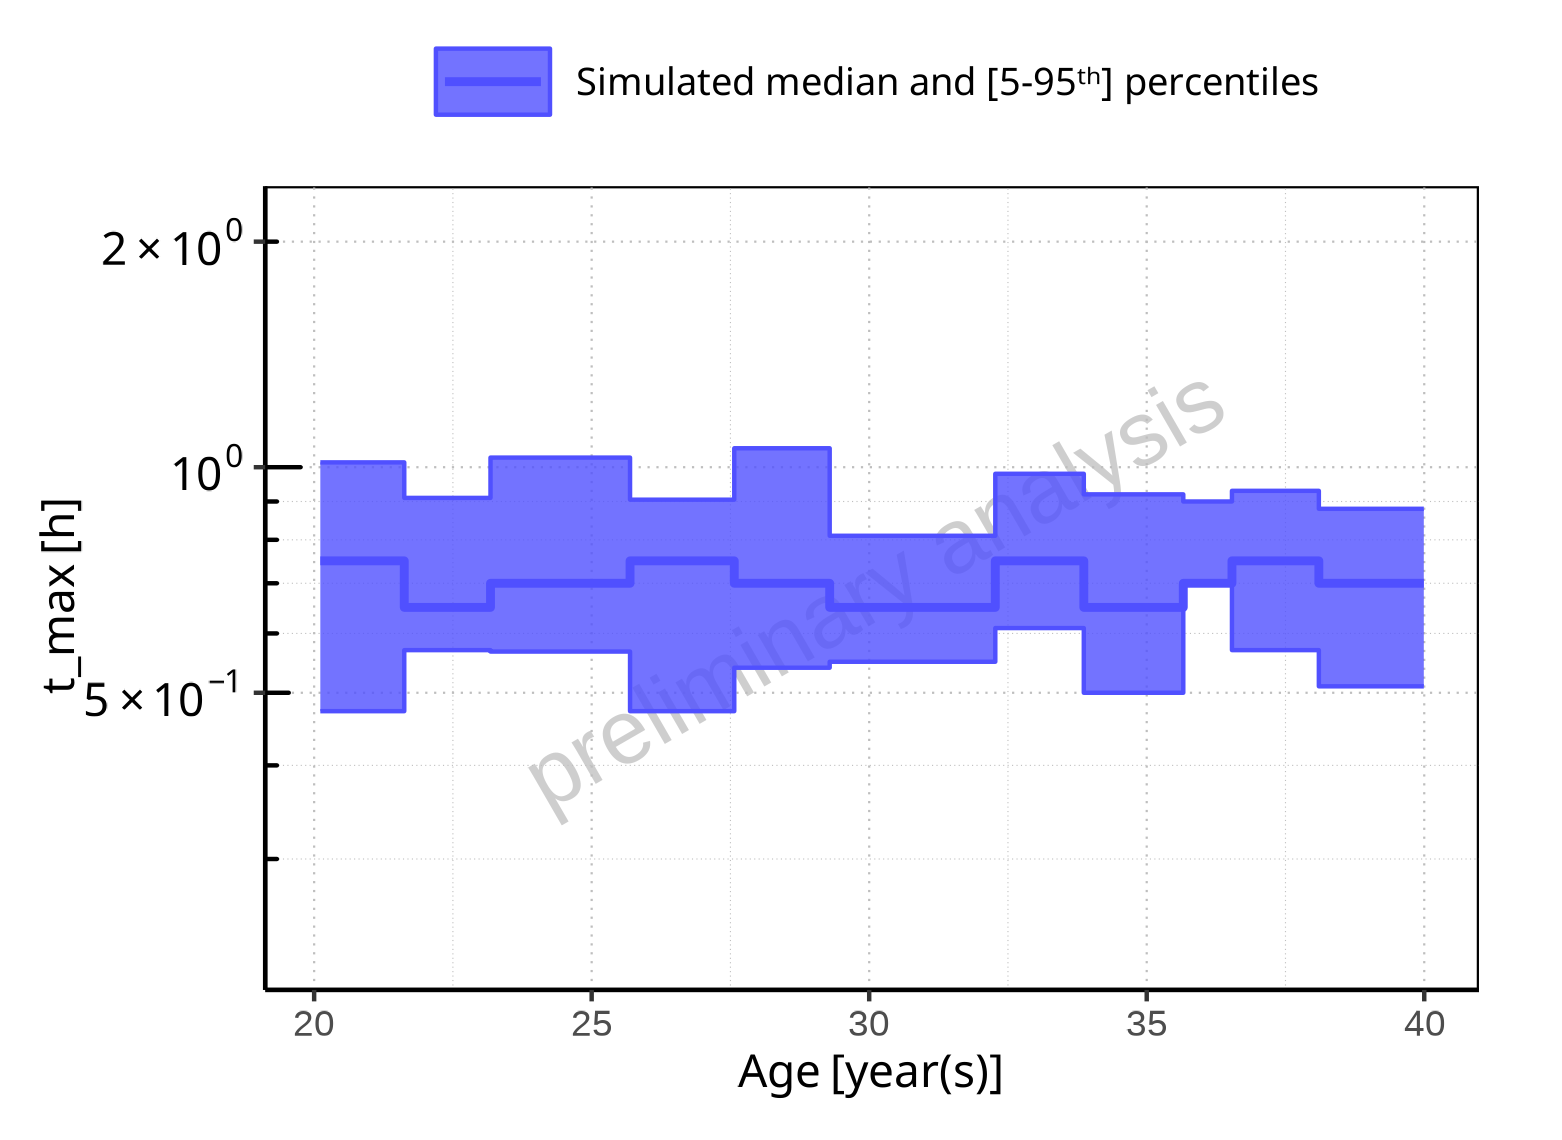 Simulated median and [5-95ᵗʰ] percentiles
2 × 10⁰
10⁰
5 × 10⁻¹
t_max [h]
preliminary analysis
20 25 30 35 40
Age [year(s)]